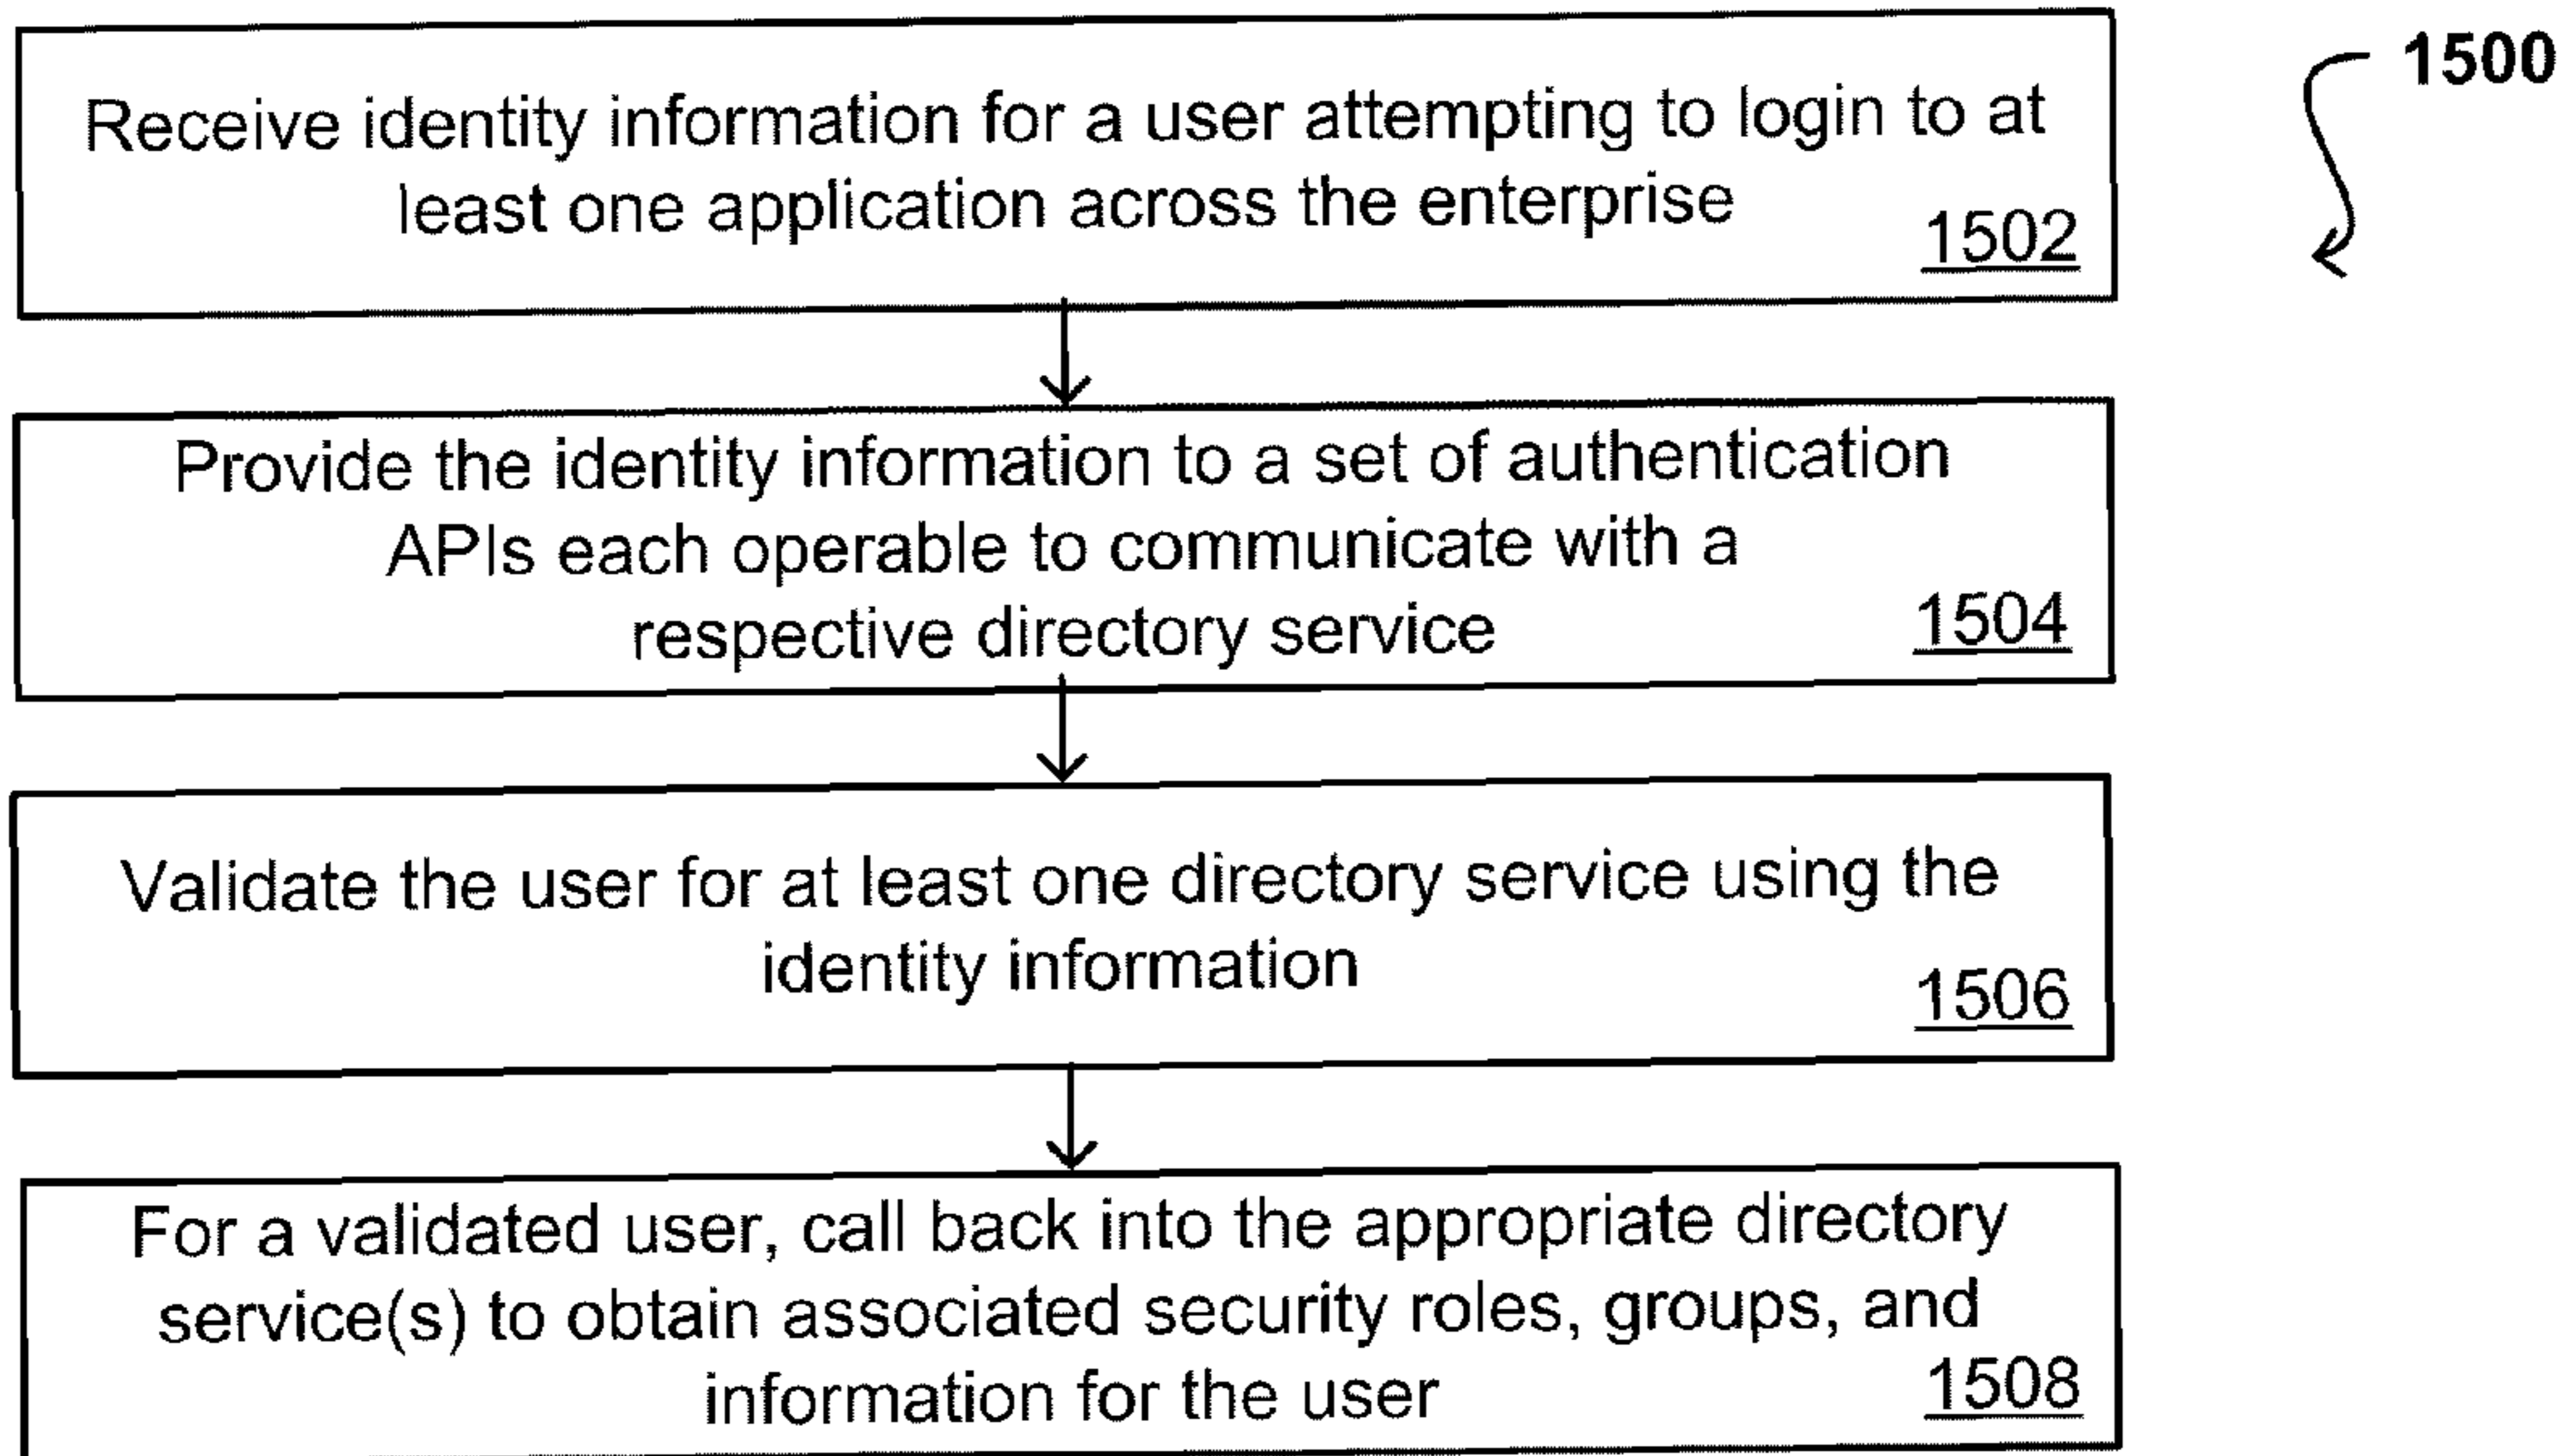 1500
Receive identity information for a user attempting to login to at
least one application across the enterprise
1502
Provide the identity information to a set of authentication
APIs each operable to communicate with a
respective directory service
1504
Validate the user for at least one directory service using the
identity information
1506
For a validated user, call back into the appropriate directory
service(s) to obtain associated security roles, groups, and
information for the user
1508